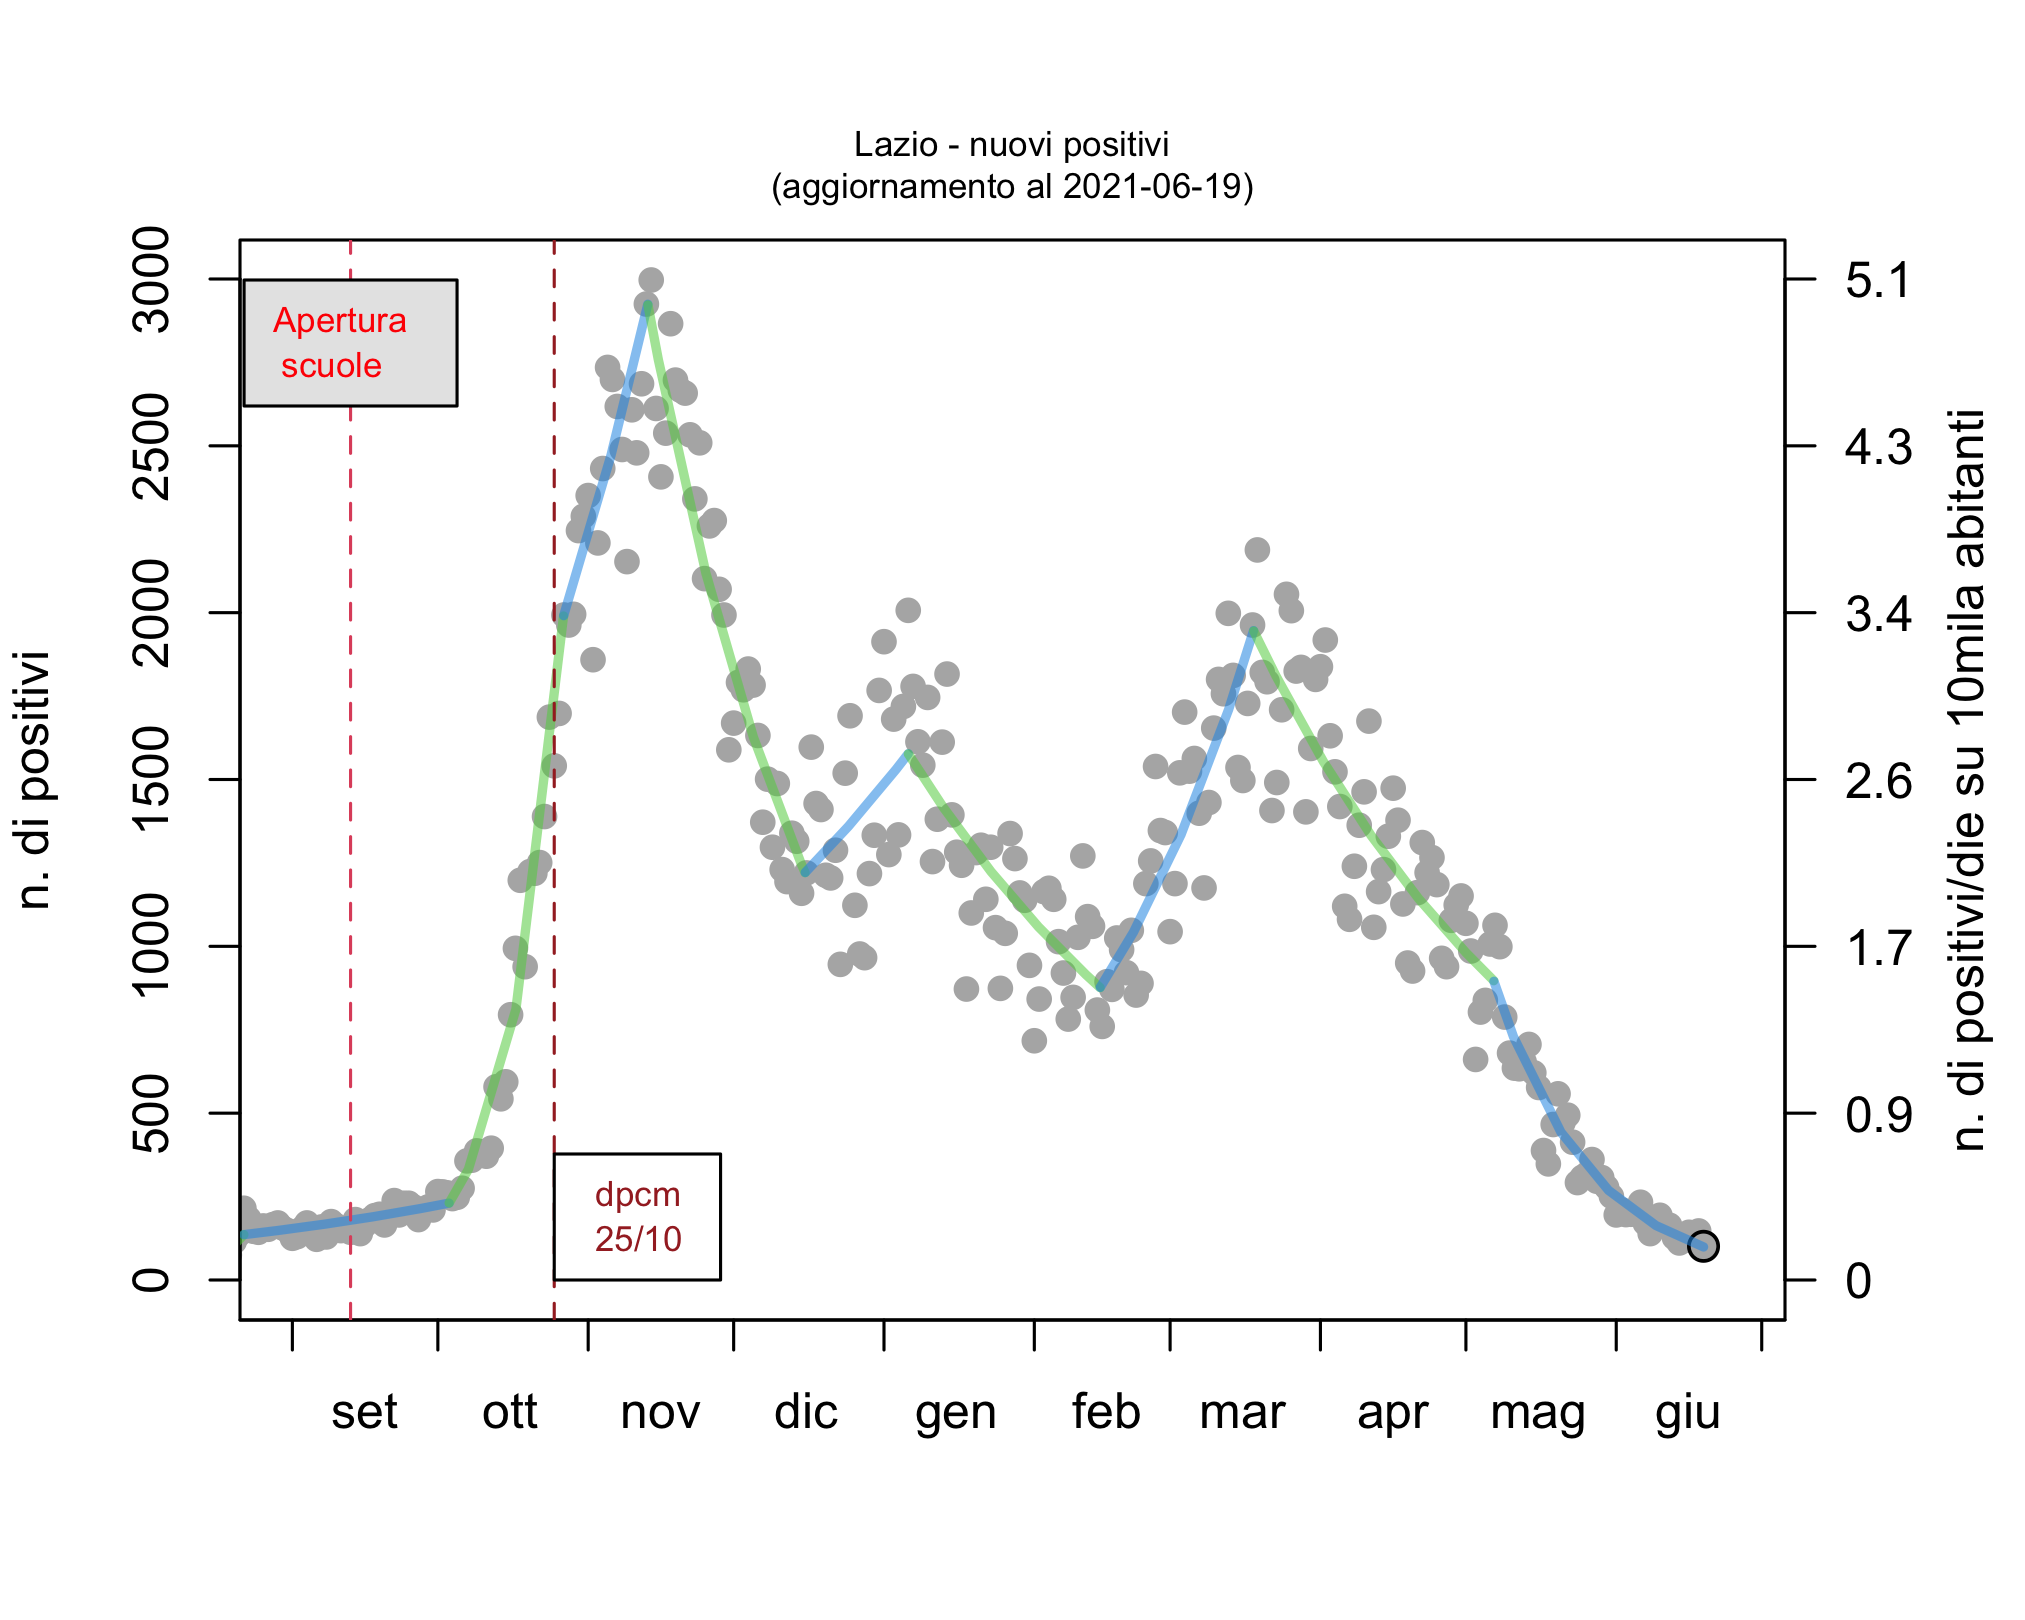 Lazio - nuovi positivi
(aggiornamento al 2021-06-19)
n. di positivi
3000
2500
2000
1500
1000
500
0
Apertura
scuole
dpcm
25/10
5.1
4.3
3.4
2.6
1.7
0.9
0
n. di positivi/die su 10mila abitanti
set ott nov dic gen feb mar apr mag giu